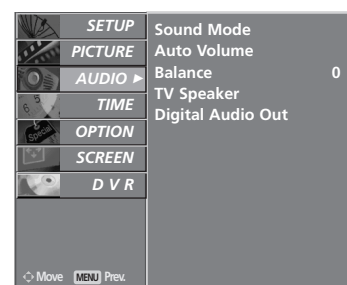 SETUP
PICTURE
AUDIO ►
TIME
OPTION
SCREEN
D V R
Sound Mode
Auto Volume
Balance 0
TV Speaker
Digital Audio Out
Special
Move MENU Prev.